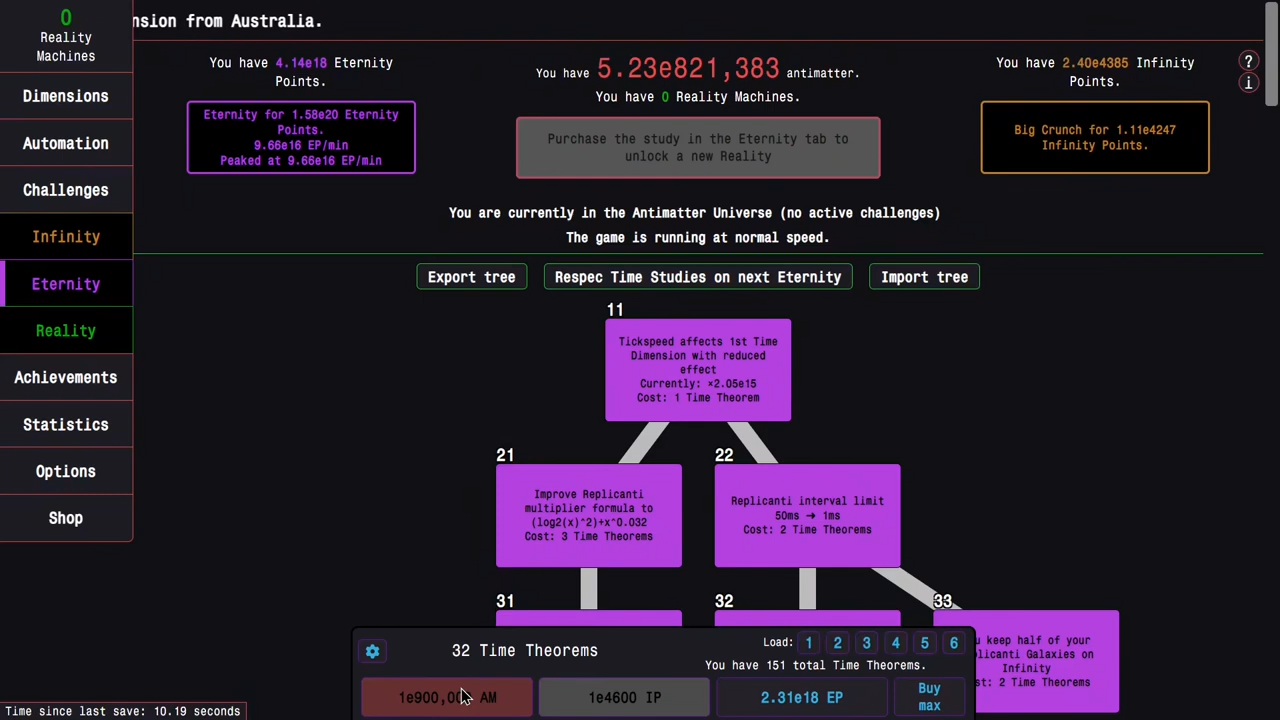 0
Reality
Machines
Dimensions
Automation
Challenges
Infinity
Eternity
Reality
Achievements
Statistics
Options
Shop
nsion from Australia.
You have 4.14e18 Eternity
Points.
Eternity for 1.58e20 Eternity
Points.
9.66e16 EP/min
Peaked at 9.66e16 EP/min
You have 5.23e821,383 antimatter.
You have 0 Reality Machines.
Purchase the study in the Eternity tab to
unlock a new Reality
You have 2.40e4385 Infinity
Points.
Big Crunch for 1.11e4247
Infinity Points.
?
i
You are currently in the Antimatter Universe (no active challenges)
The game is running at normal speed.
Export tree
Respec Time Studies on next Eternity
Import tree
11
Tickspeed affects 1st Time
Dimension with reduced
effect
Currently: ×2.05e15
Cost: 1 Time Theorem
21
Improve Replicanti
multiplier formula to
(log2(x)^2)+x^0.032
Cost: 3 Time Theorems
22
Replicanti interval limit
50ms → 1ms
Cost: 2 Time Theorems
31
32
33
keep half of your
Galaxies on
Infinity
2 Time Theorems
32 Time Theorems
Load: 1 2 3 4 5 6
You have 151 total Time Theorems.
AM
1e4600 IP
2.31e18 EP
Buy
max
Time since last save: 10.19 seconds